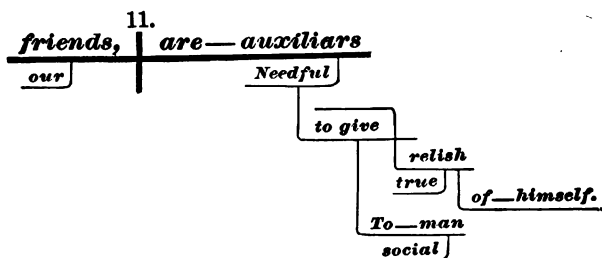 11.
friends, are—auxiliars
our Needful
to give
relish
true
of—himself.
To—man
social